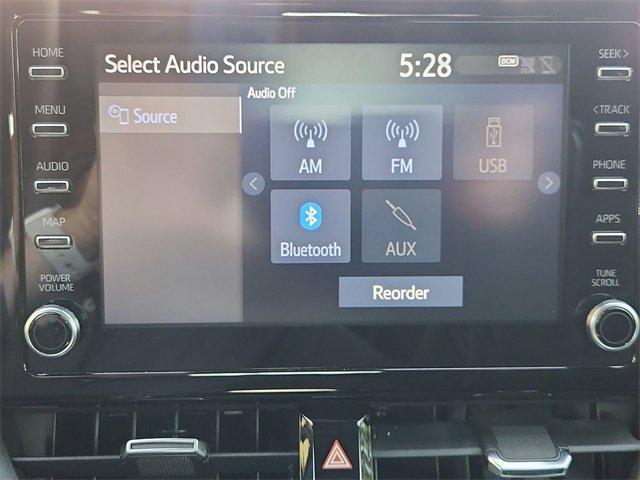 HOME
MENU
AUDIO
MAP
POWER
VOLUME
Select Audio Source
5:28
DCM
Source
Audio Off
AM
FM
USB
Bluetooth
AUX
Reorder
SEEK >
< TRACK
PHONE
APPS
TUNE
SCROLL